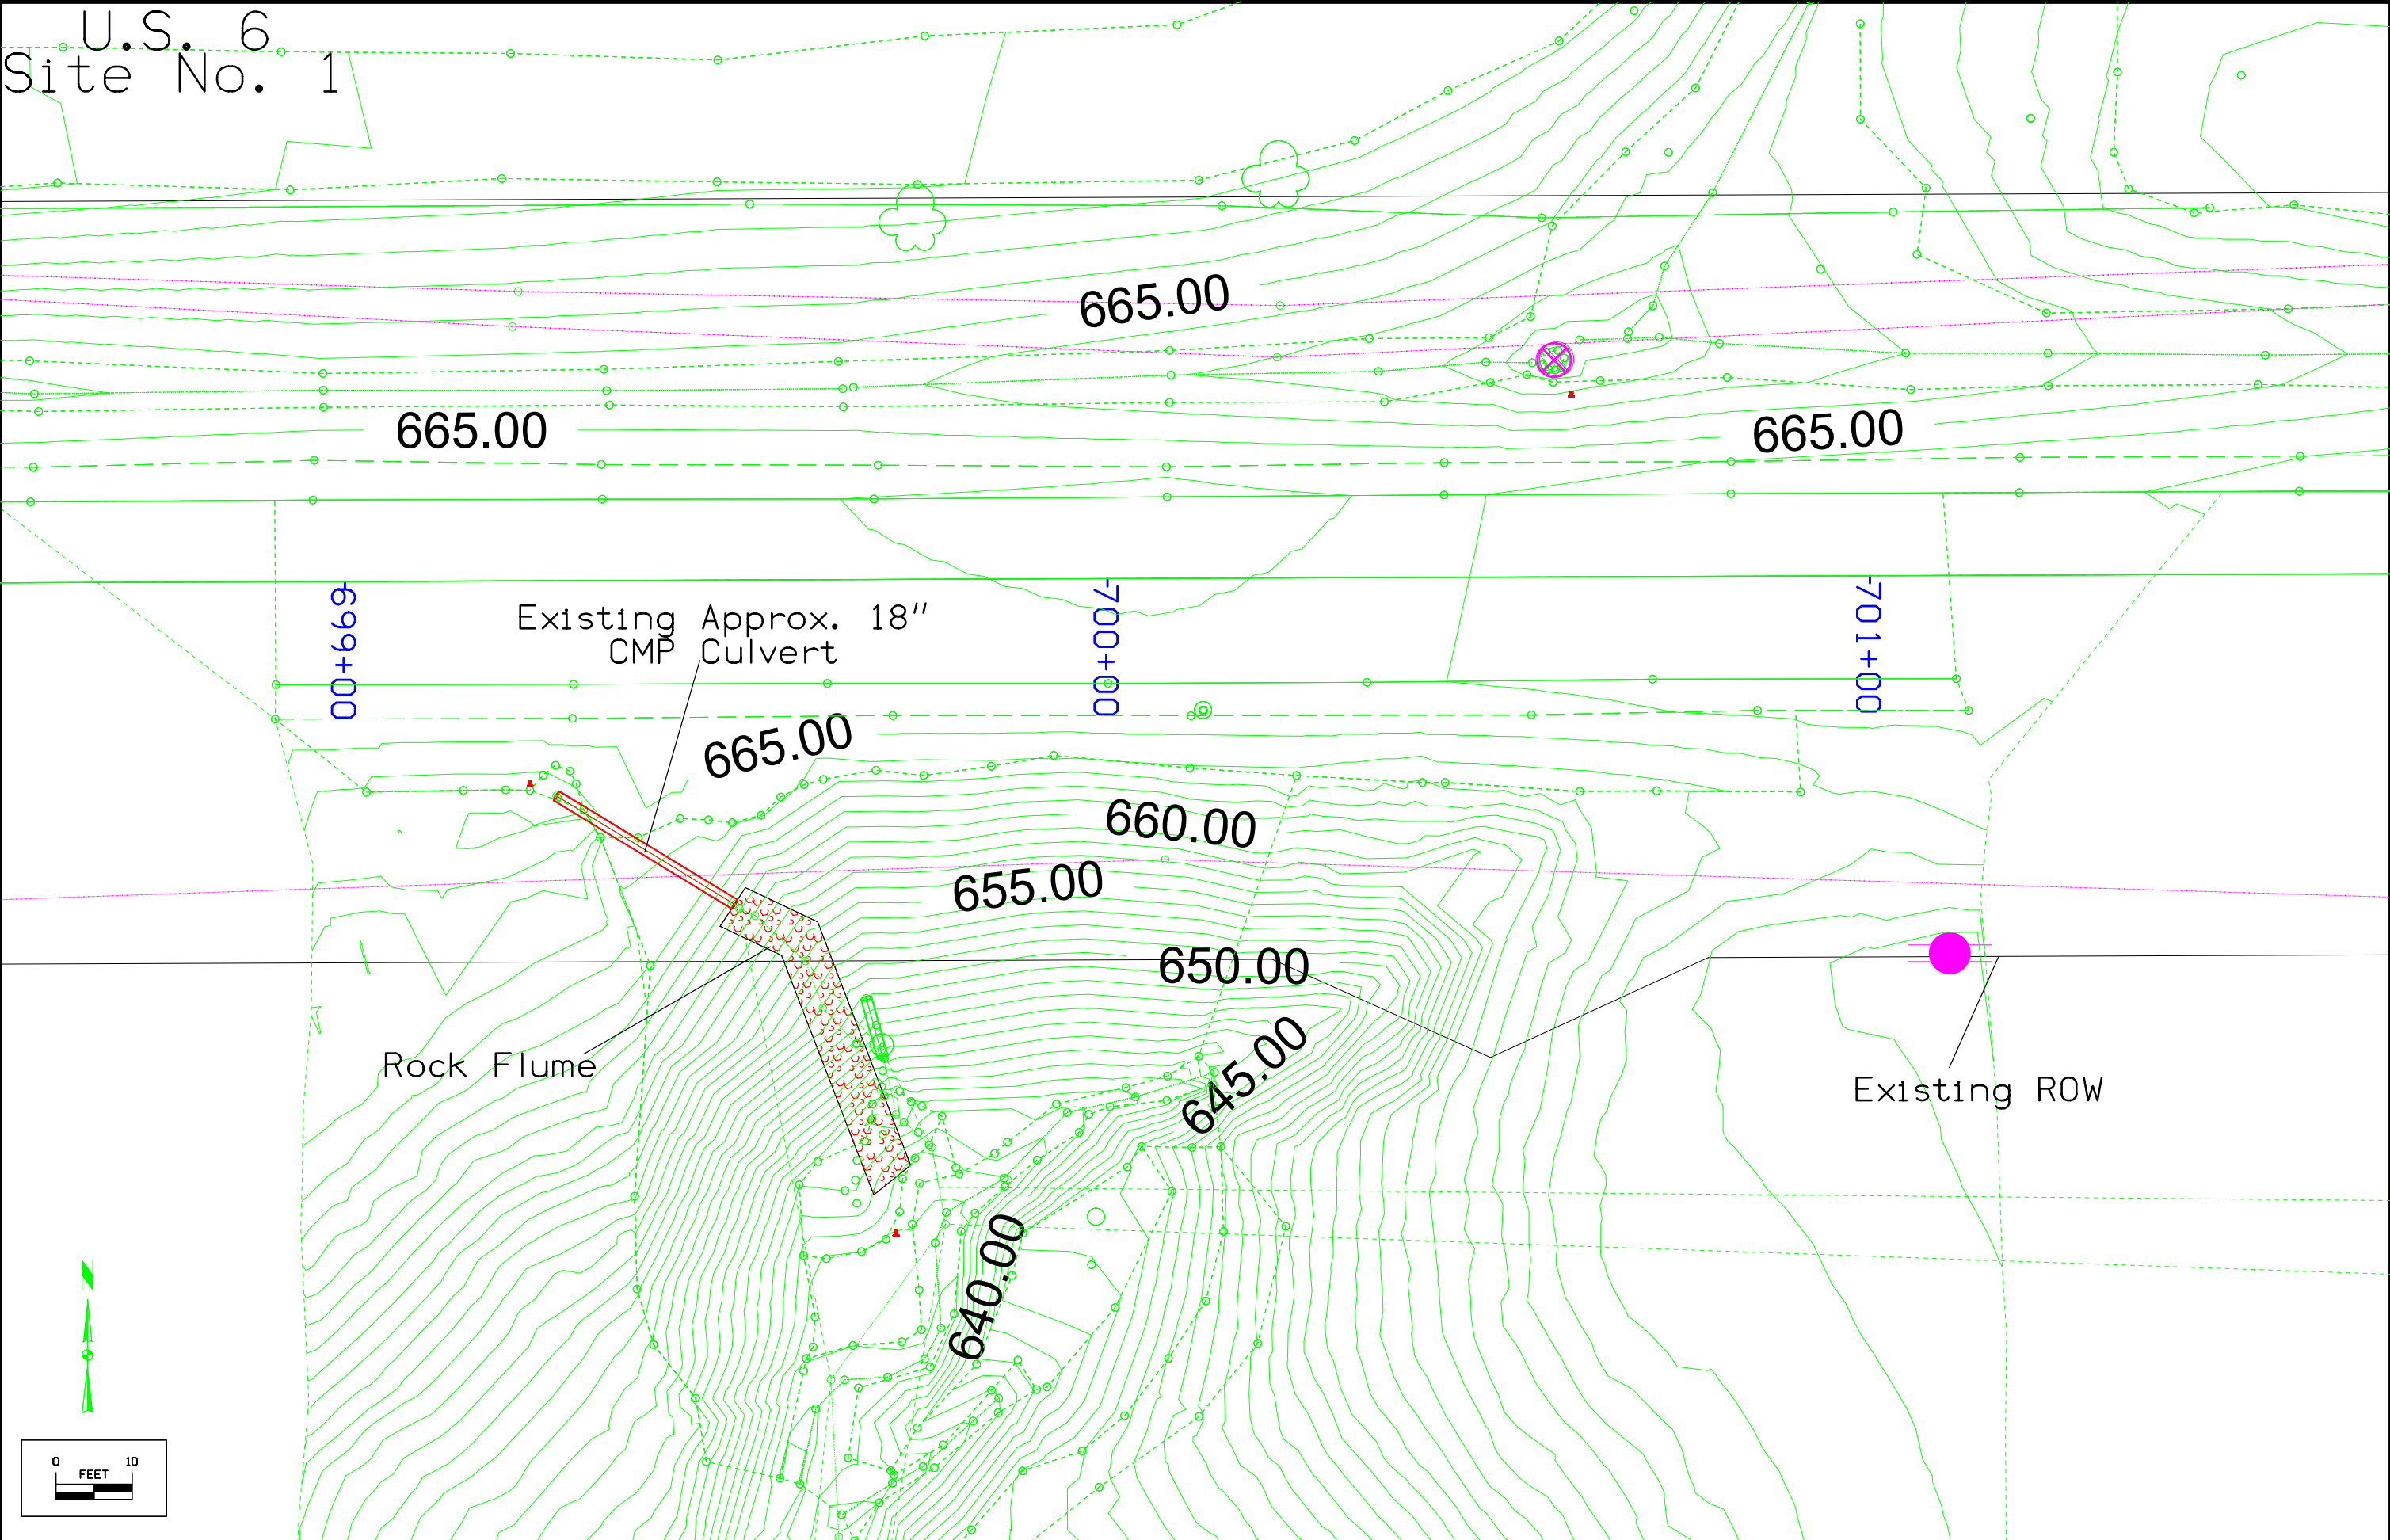 U.S. 6
Site No. 1
665.00
665.00
665.00
699+00
700+00
701+00
Existing Approx. 18"
CMP Culvert
665.00
660.00
655.00
650.00
645.00
Rock Flume
Existing ROW
640.00
N
0 10
FEET